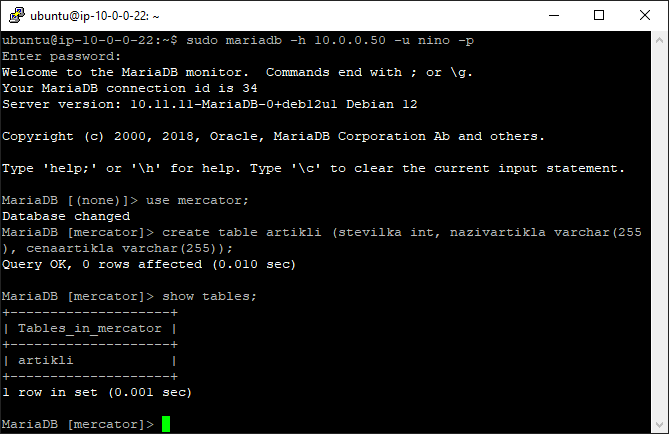 ubuntu@ip-10-0-0-22: ~
ubuntu@ip-10-0-0-22:~$ sudo mariadb -h 10.0.0.50 -u nino -p
Enter password:
Welcome to the MariaDB monitor.  Commands end with ; or \g.
Your MariaDB connection id is 34
Server version: 10.11.11-MariaDB-0+deb12u1 Debian 12

Copyright (c) 2000, 2018, Oracle, MariaDB Corporation Ab and others.

Type 'help;' or '\h' for help. Type '\c' to clear the current input statement.

MariaDB [(none)]> use mercator;
Database changed
MariaDB [mercator]> create table artikli (stevilka int, nazivartikla varchar(255
), cenaartikla varchar(255));
Query OK, 0 rows affected (0.010 sec)

MariaDB [mercator]> show tables;
+--------------------+
| Tables_in_mercator |
+--------------------+
| artikli            |
+--------------------+
1 row in set (0.001 sec)

MariaDB [mercator]>